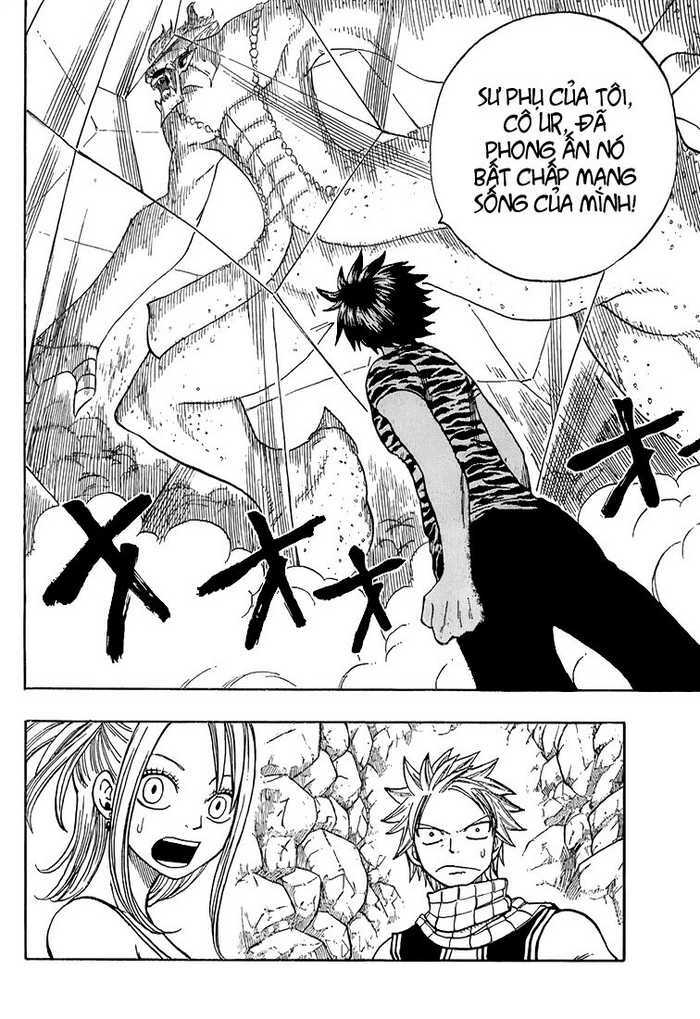 SƯ PHỤ CỦA TÔI,
CÔ UR, ĐÃ
PHONG ẤN NÓ
BẤT CHẤP MẠNG
SỐNG CỦA MÌNH!